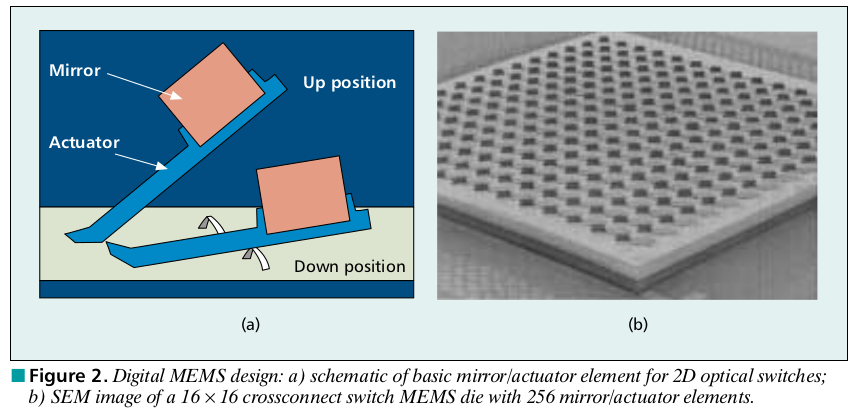 Mirror
Up position
Actuator
Down position
(a)
(b)
■ Figure 2. Digital MEMS design: a) schematic of basic mirror/actuator element for 2D optical switches;
b) SEM image of a 16 × 16 crossconnect switch MEMS die with 256 mirror/actuator elements.